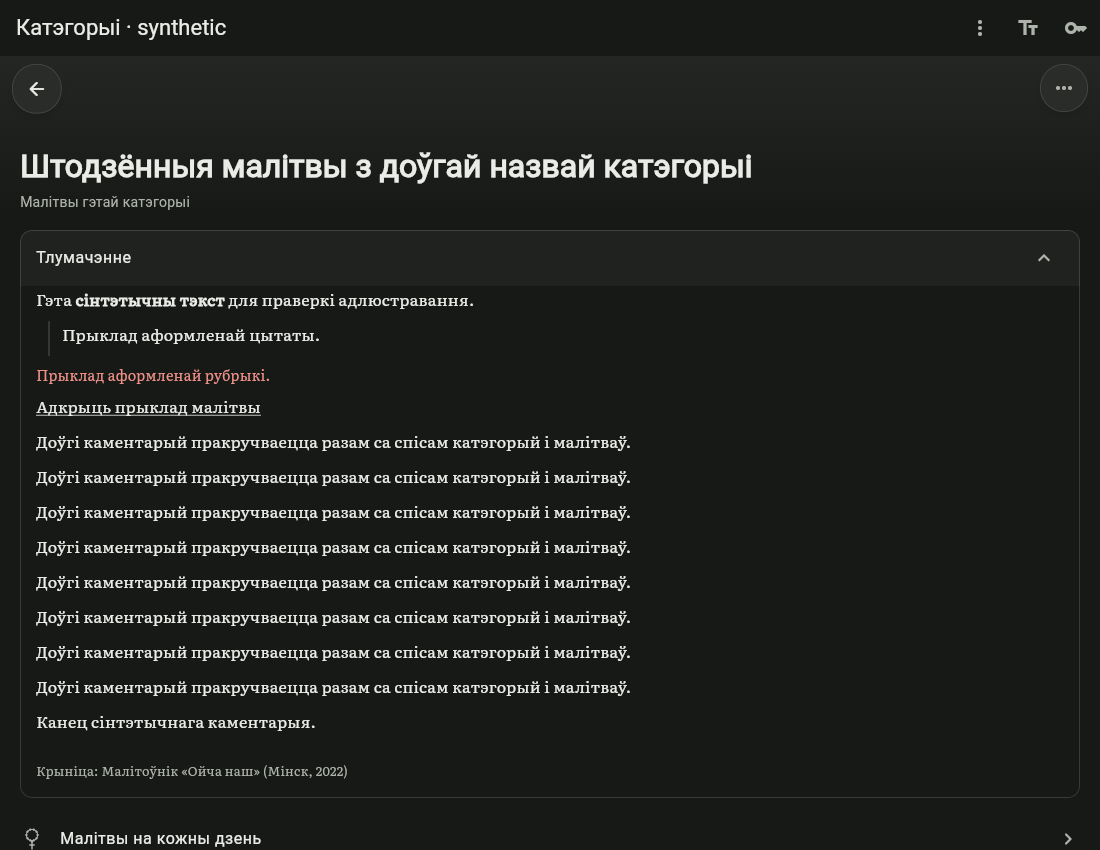 Катэгорыі · synthetic
Штодзённыя малітвы з доўгай назвай катэгорыі
Малітвы гэтай катэгорыі
Тлумачэнне
Гэта сінтэтычны тэкст для праверкі адлюстравання.
Прыклад аформленай цытаты.
Прыклад аформленай рубрыкі.
Адкрыць прыклад малітвы
Доўгі каментарый пракручваецца разам са спісам катэгорый і малітваў.
Доўгі каментарый пракручваецца разам са спісам катэгорый і малітваў.
Доўгі каментарый пракручваецца разам са спісам катэгорый і малітваў.
Доўгі каментарый пракручваецца разам са спісам катэгорый і малітваў.
Доўгі каментарый пракручваецца разам са спісам катэгорый і малітваў.
Доўгі каментарый пракручваецца разам са спісам катэгорый і малітваў.
Доўгі каментарый пракручваецца разам са спісам катэгорый і малітваў.
Доўгі каментарый пракручваецца разам са спісам катэгорый і малітваў.
Канец сінтэтычнага каментарыя.
Крыніца: Малітоўнік «Ойча наш» (Мінск, 2022)
Малітвы на кожны дзень